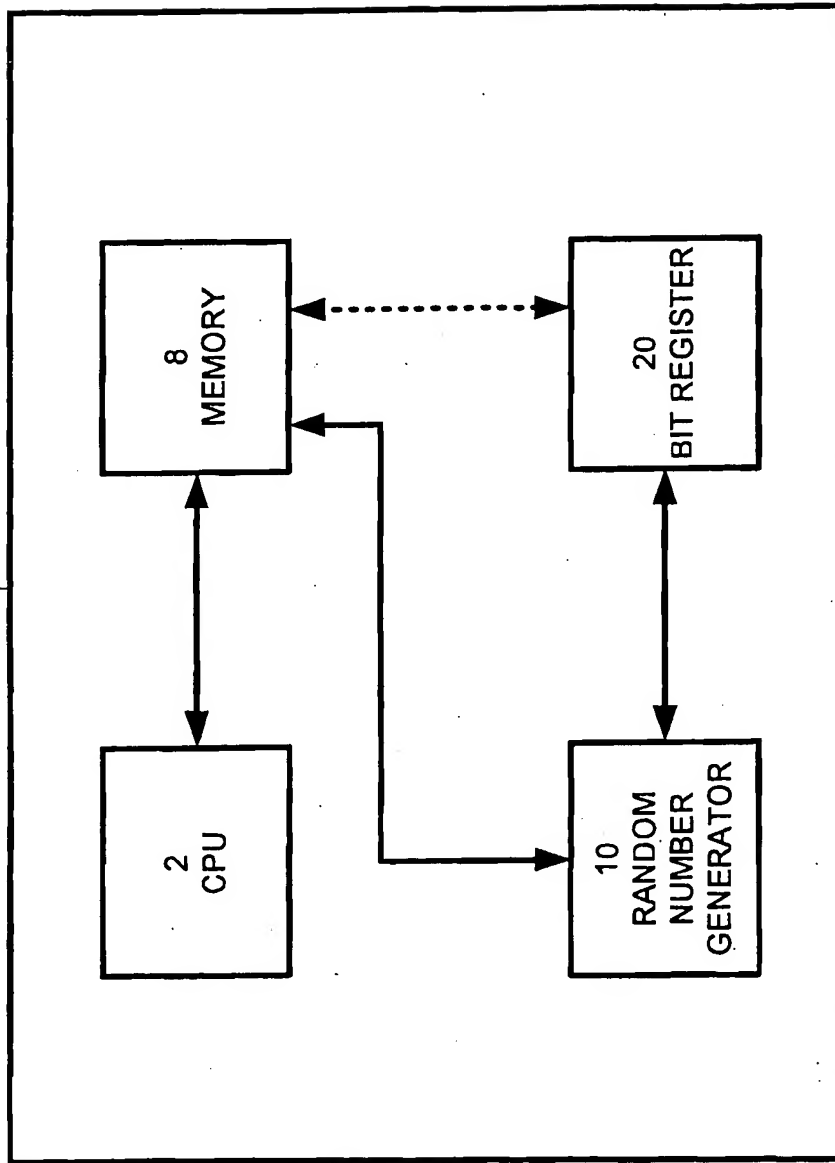 2
CPU
8
MEMORY
10
RANDOM
NUMBER
GENERATOR
20
BIT REGISTER